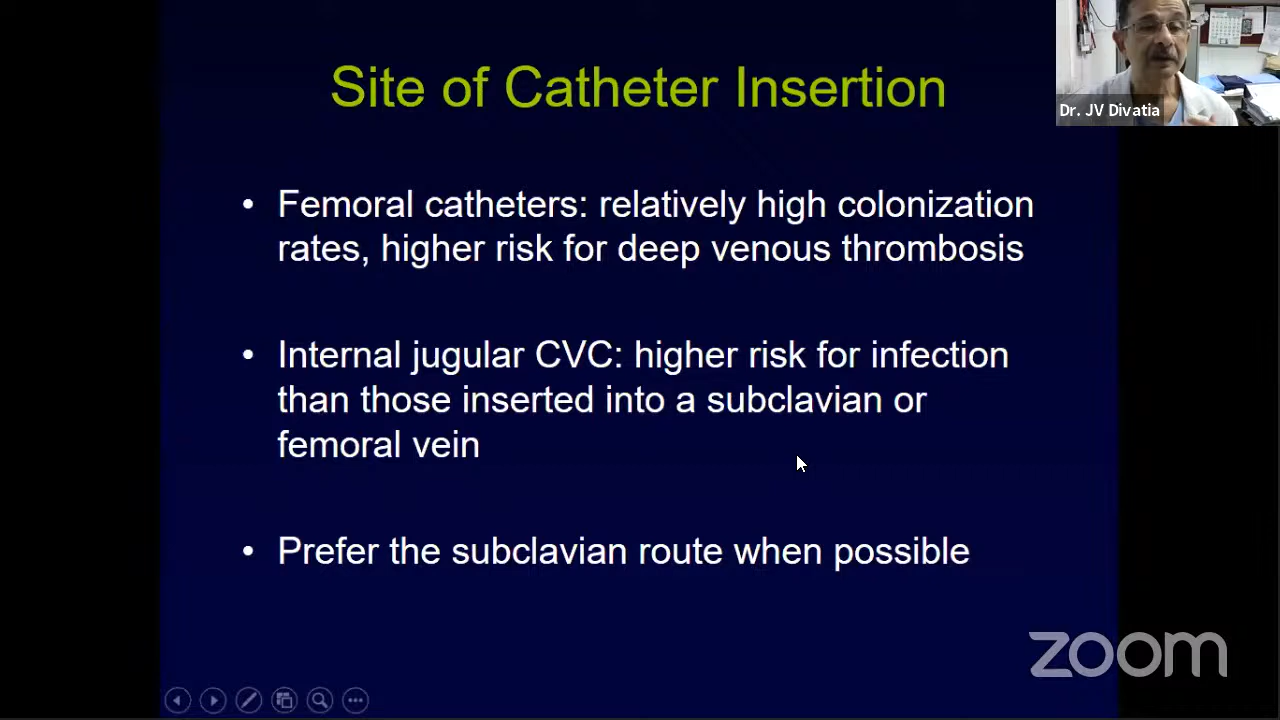 Site of Catheter Insertion
Dr. JV Divatia
• Femoral catheters: relatively high colonization
rates, higher risk for deep venous thrombosis
• Internal jugular CVC: higher risk for infection
than those inserted into a subclavian or
femoral vein
• Prefer the subclavian route when possible
zoom